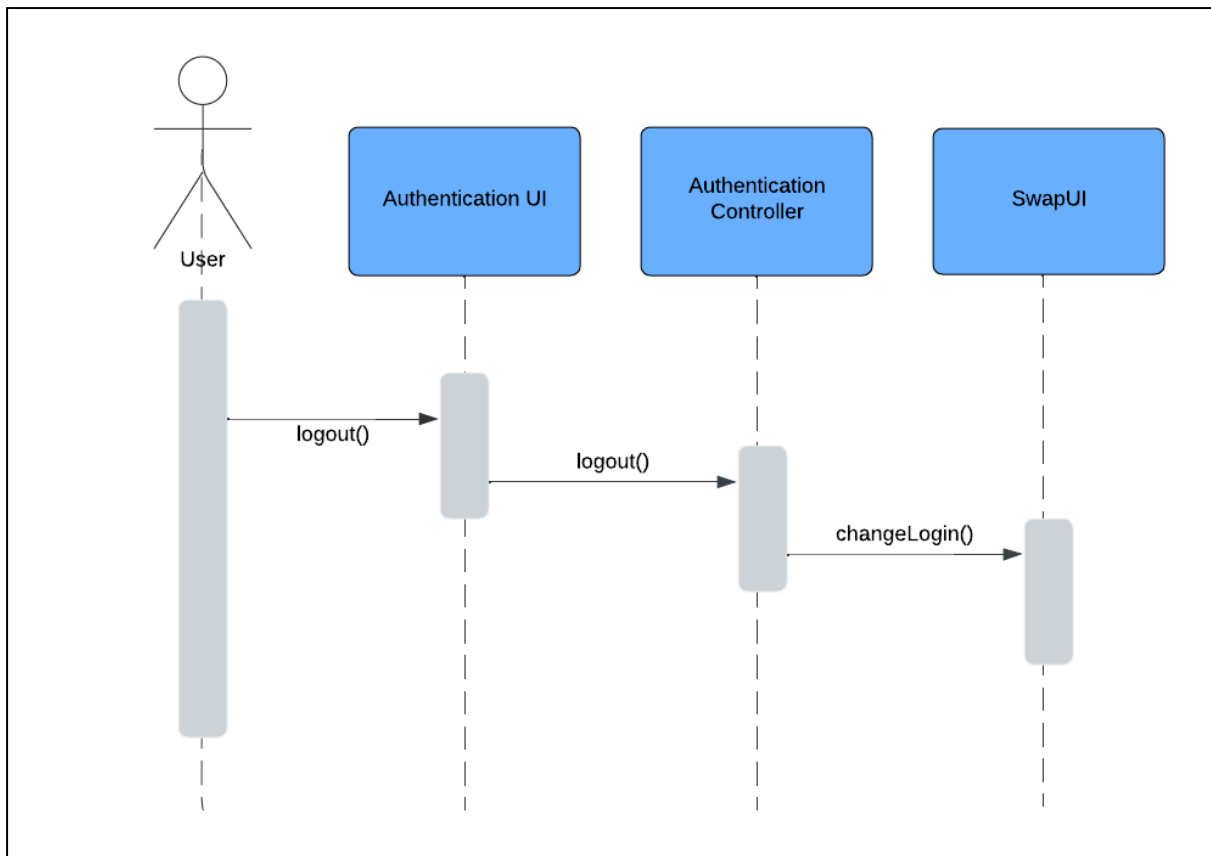 User
Authentication UI
Authentication
Controller
SwapUI
logout()
logout()
changeLogin()